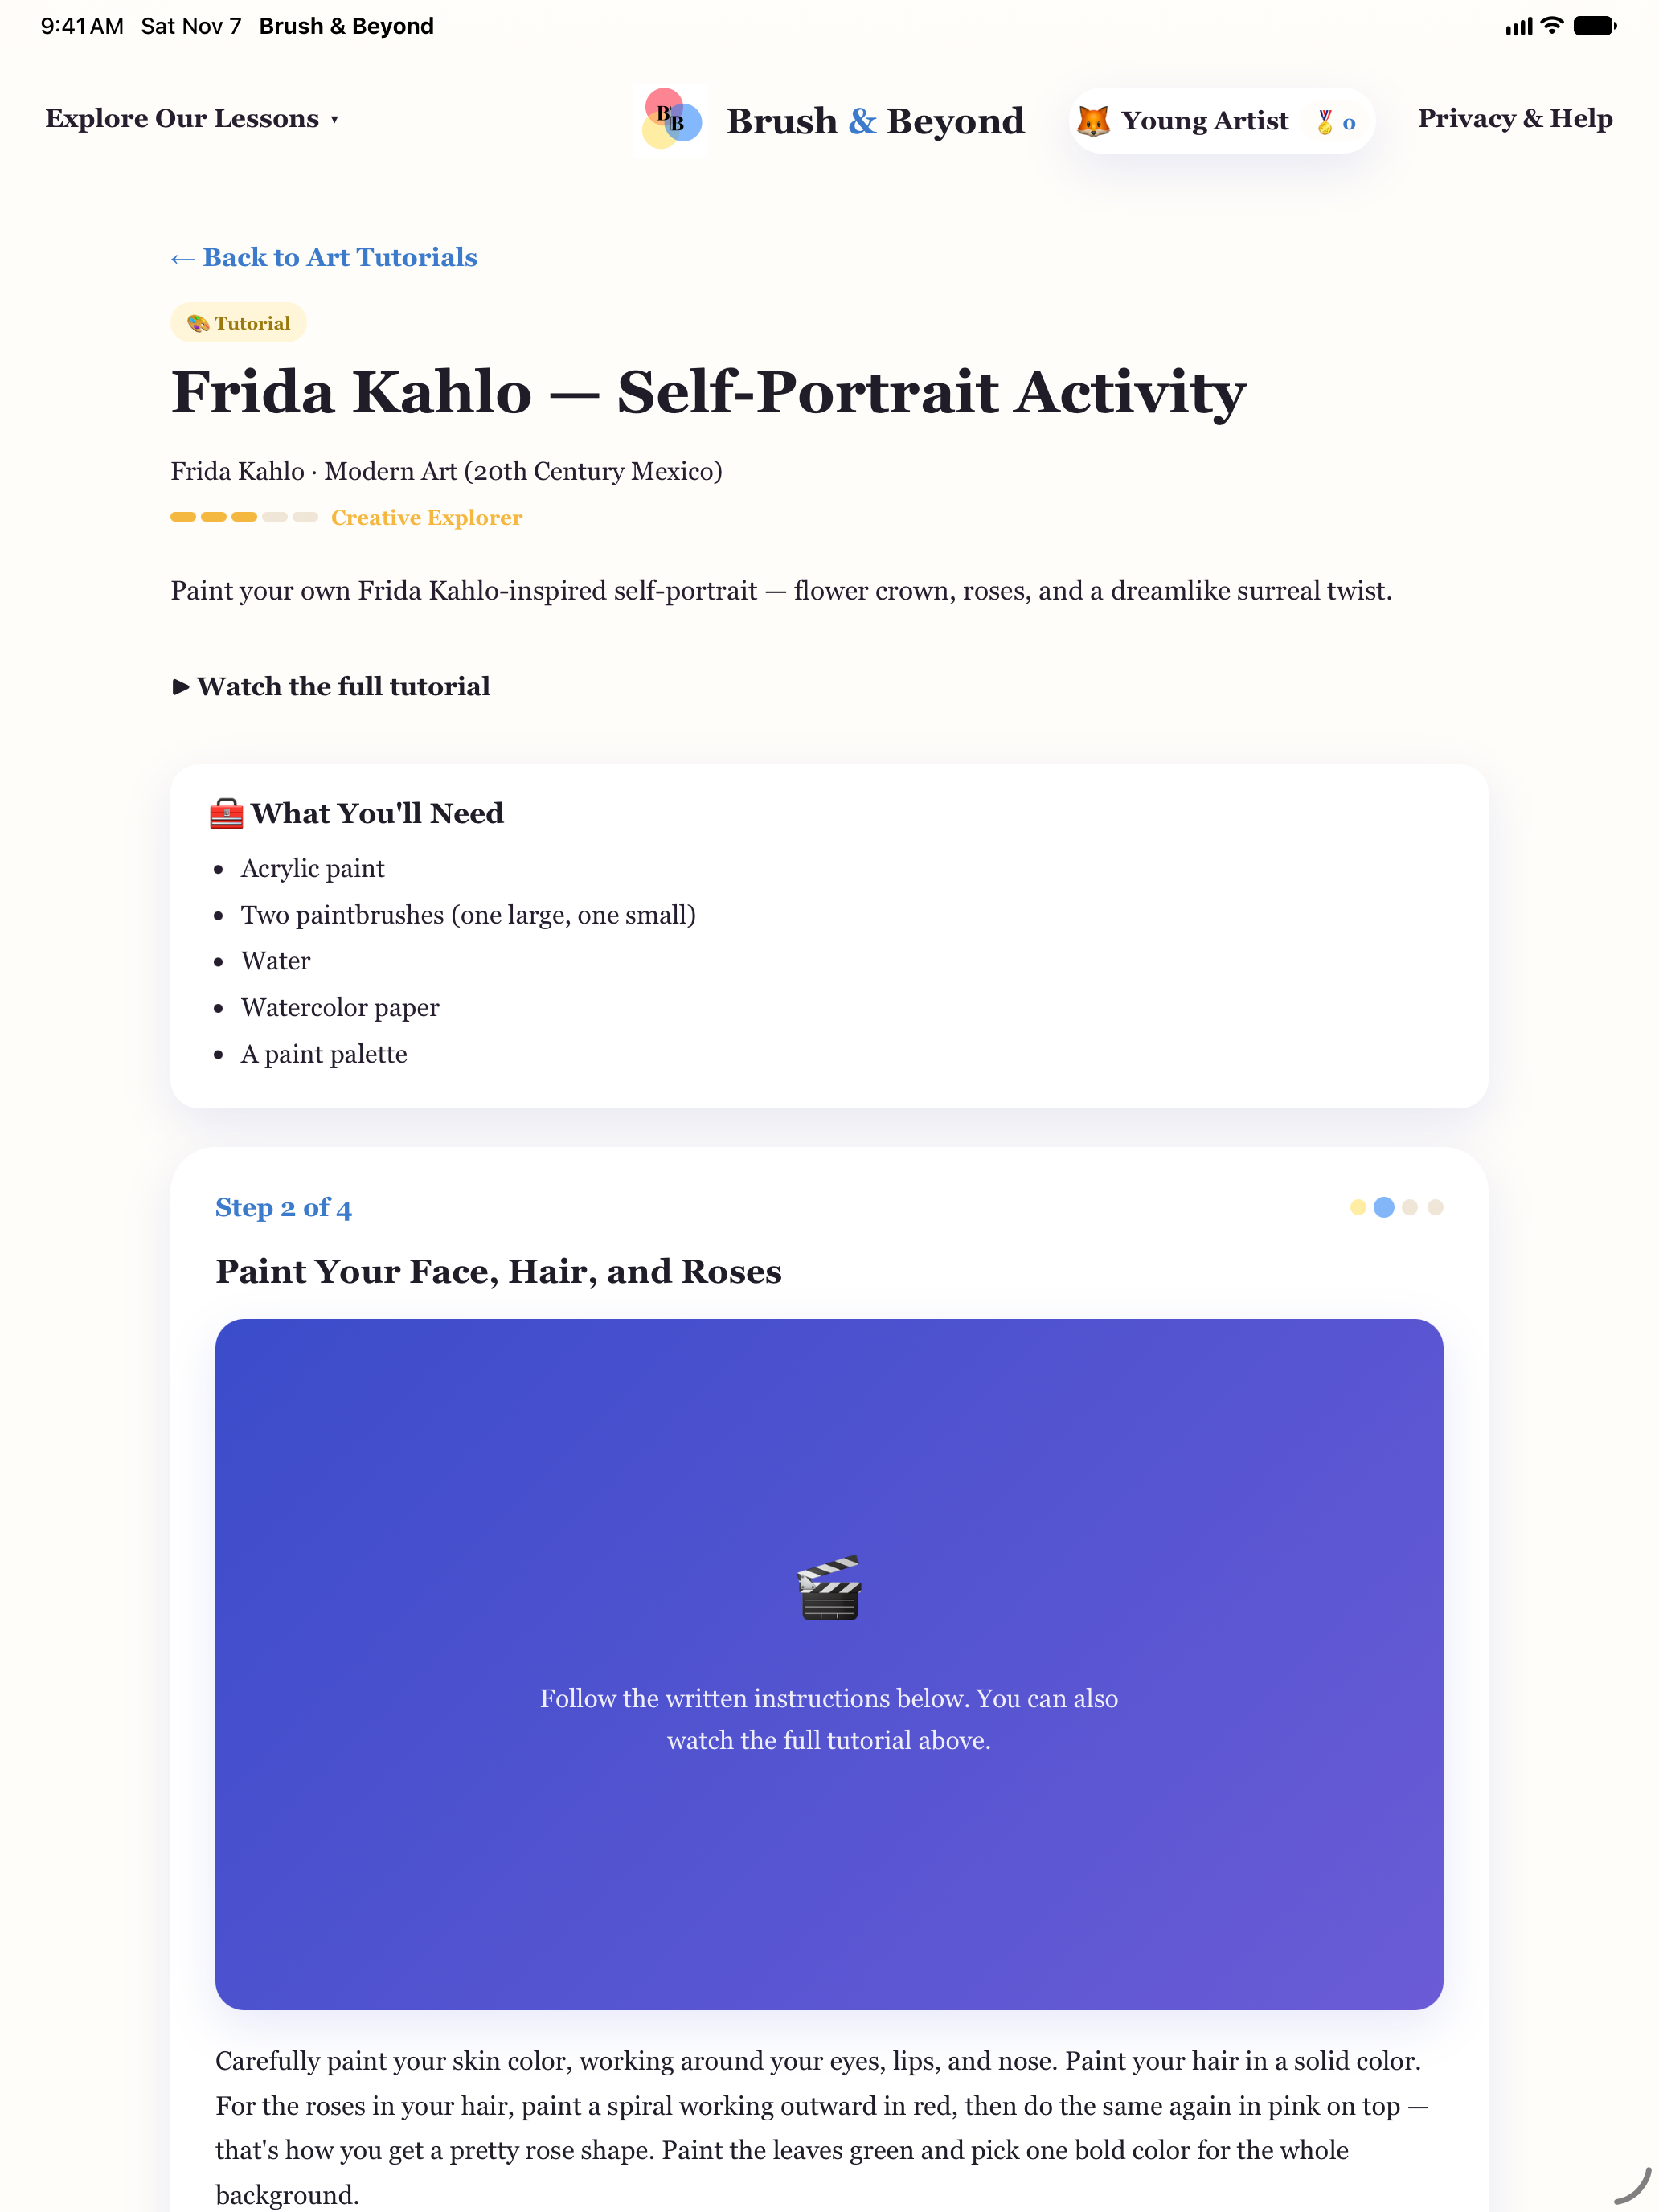 9:41 AM Sat Nov 7 Brush & Beyond
Explore Our Lessons ▾
BB
Brush & Beyond
🦊 Young Artist 🏅 0
Privacy & Help
← Back to Art Tutorials
🎨 Tutorial
Frida Kahlo — Self-Portrait Activity
Frida Kahlo · Modern Art (20th Century Mexico)
Creative Explorer
Paint your own Frida Kahlo-inspired self-portrait — flower crown, roses, and a dreamlike surreal twist.
▶ Watch the full tutorial
🧰 What You'll Need
• Acrylic paint
• Two paintbrushes (one large, one small)
• Water
• Watercolor paper
• A paint palette
Step 2 of 4
Paint Your Face, Hair, and Roses
Follow the written instructions below. You can also
watch the full tutorial above.
Carefully paint your skin color, working around your eyes, lips, and nose. Paint your hair in a solid color.
For the roses in your hair, paint a spiral working outward in red, then do the same again in pink on top —
that's how you get a pretty rose shape. Paint the leaves green and pick one bold color for the whole
background.